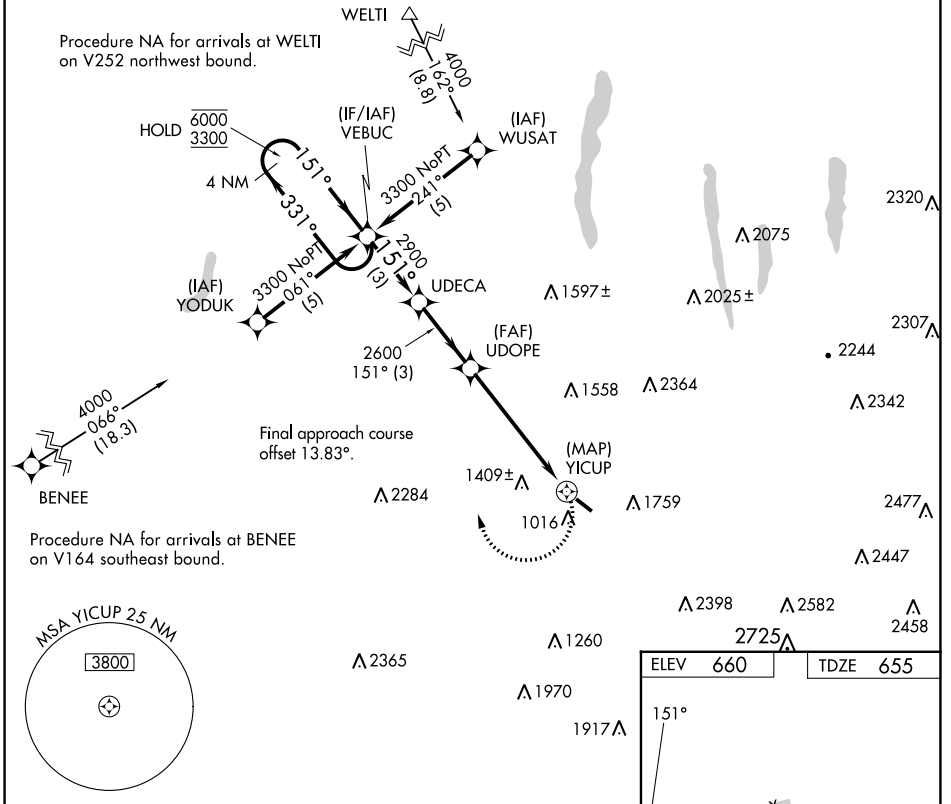 WELTI
Procedure NA for arrivals at WELTI
on V252 northwest bound.
4000
162°
(8.8)
HOLD
6000
3300
4 NM
151°
331°
(IF/IAF)
VEBUC
(IAF)
WUSAT
3300 NoPT
241°
(5)
2320
2075
(IAF)
YODUK
3300 NoPT
061°
(5)
2900
151°
(3)
UDECA
1597±
2025±
2307
2600
151° (3)
(FAF)
UDOPE
2244
1558
2364
2342
4000
066°
(18.3)
BENEE
Final approach course
offset 13.83°.
(MAP)
YICUP
1409±
2284
1016
1759
2477
Procedure NA for arrivals at BENEE
on V164 southeast bound.
2447
2398
2582
2458
MSA YICUP 25 NM
3800
2365
1260
2725
1970
1917
ELEV 660
TDZE 655
151°